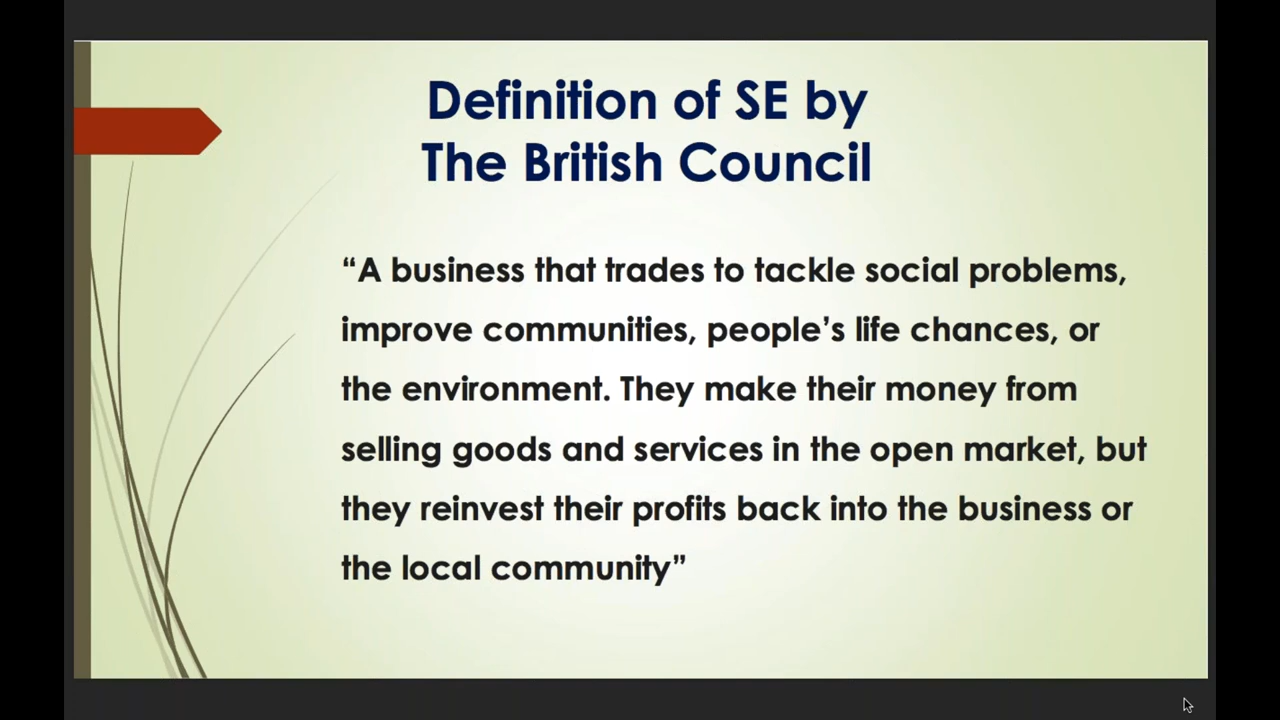 Definition of SE by
The British Council
“A business that trades to tackle social problems,
improve communities, people’s life chances, or
the environment. They make their money from
selling goods and services in the open market, but
they reinvest their profits back into the business or
the local community”